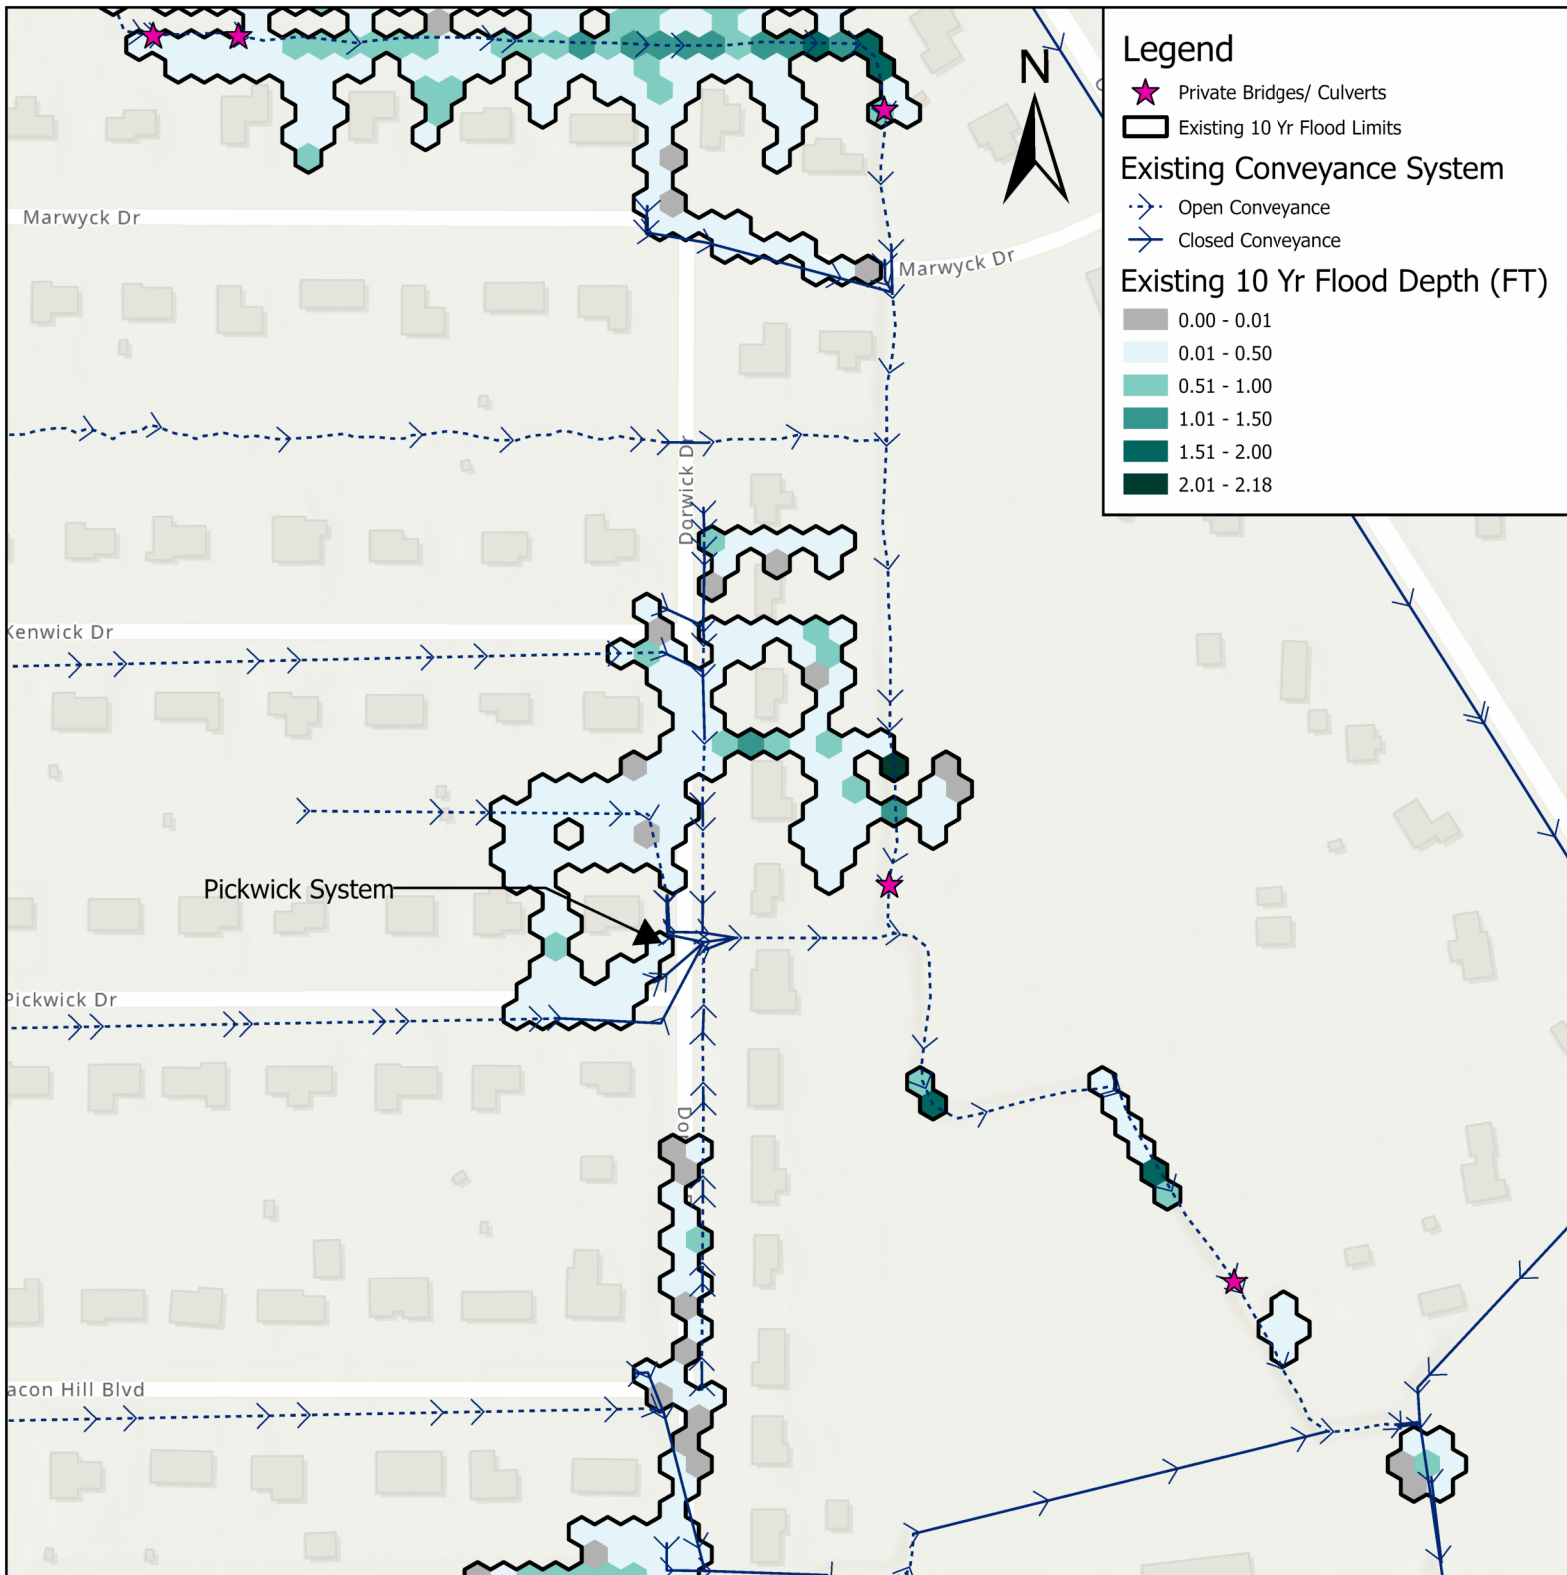 Legend
Private Bridges/ Culverts
Existing 10 Yr Flood Limits
Existing Conveyance System
Open Conveyance
Closed Conveyance
Existing 10 Yr Flood Depth (FT)
0.00 - 0.01
0.01 - 0.50
0.51 - 1.00
1.01 - 1.50
1.51 - 2.00
2.01 - 2.18
N
Marwyck Dr
Marwyck Dr
Dorwick Dr
Kenwick Dr
Pickwick System
Pickwick Dr
Do
acon Hill Blvd